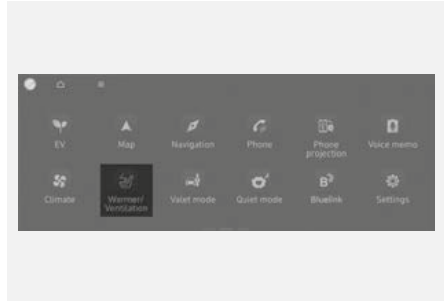 EV
Map
Navigation
Phone
Phone
projection
Voice memo
Climate
Warmer/
Ventilation
Valet mode
Quiet mode
Bluelink
Settings